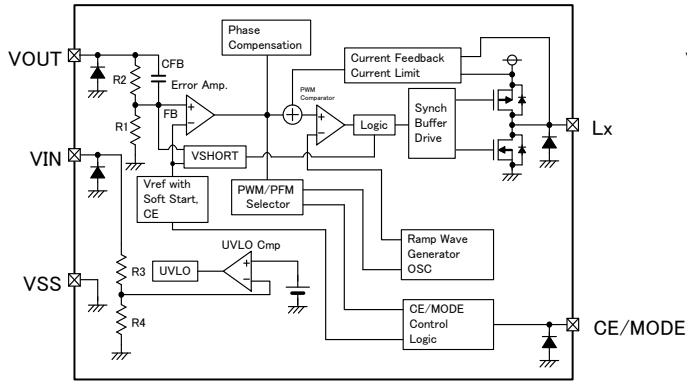 Phase
Compensation
VOUT
CFB
R2
Error Amp.
Current Feedback
Current Limit
V
PWM
Comparator
+
-
FB
+
-
Logic
Synch
Buffer
Drive
Lx
R1
VIN
VSHORT
Vref with
Soft Start,
CE
PWM/PFM
Selector
Ramp Wave
Generator
OSC
UVLO Cmp
UVLO
+
-
R3
VSS
R4
CE/MODE
Control
Logic
CE/MODE